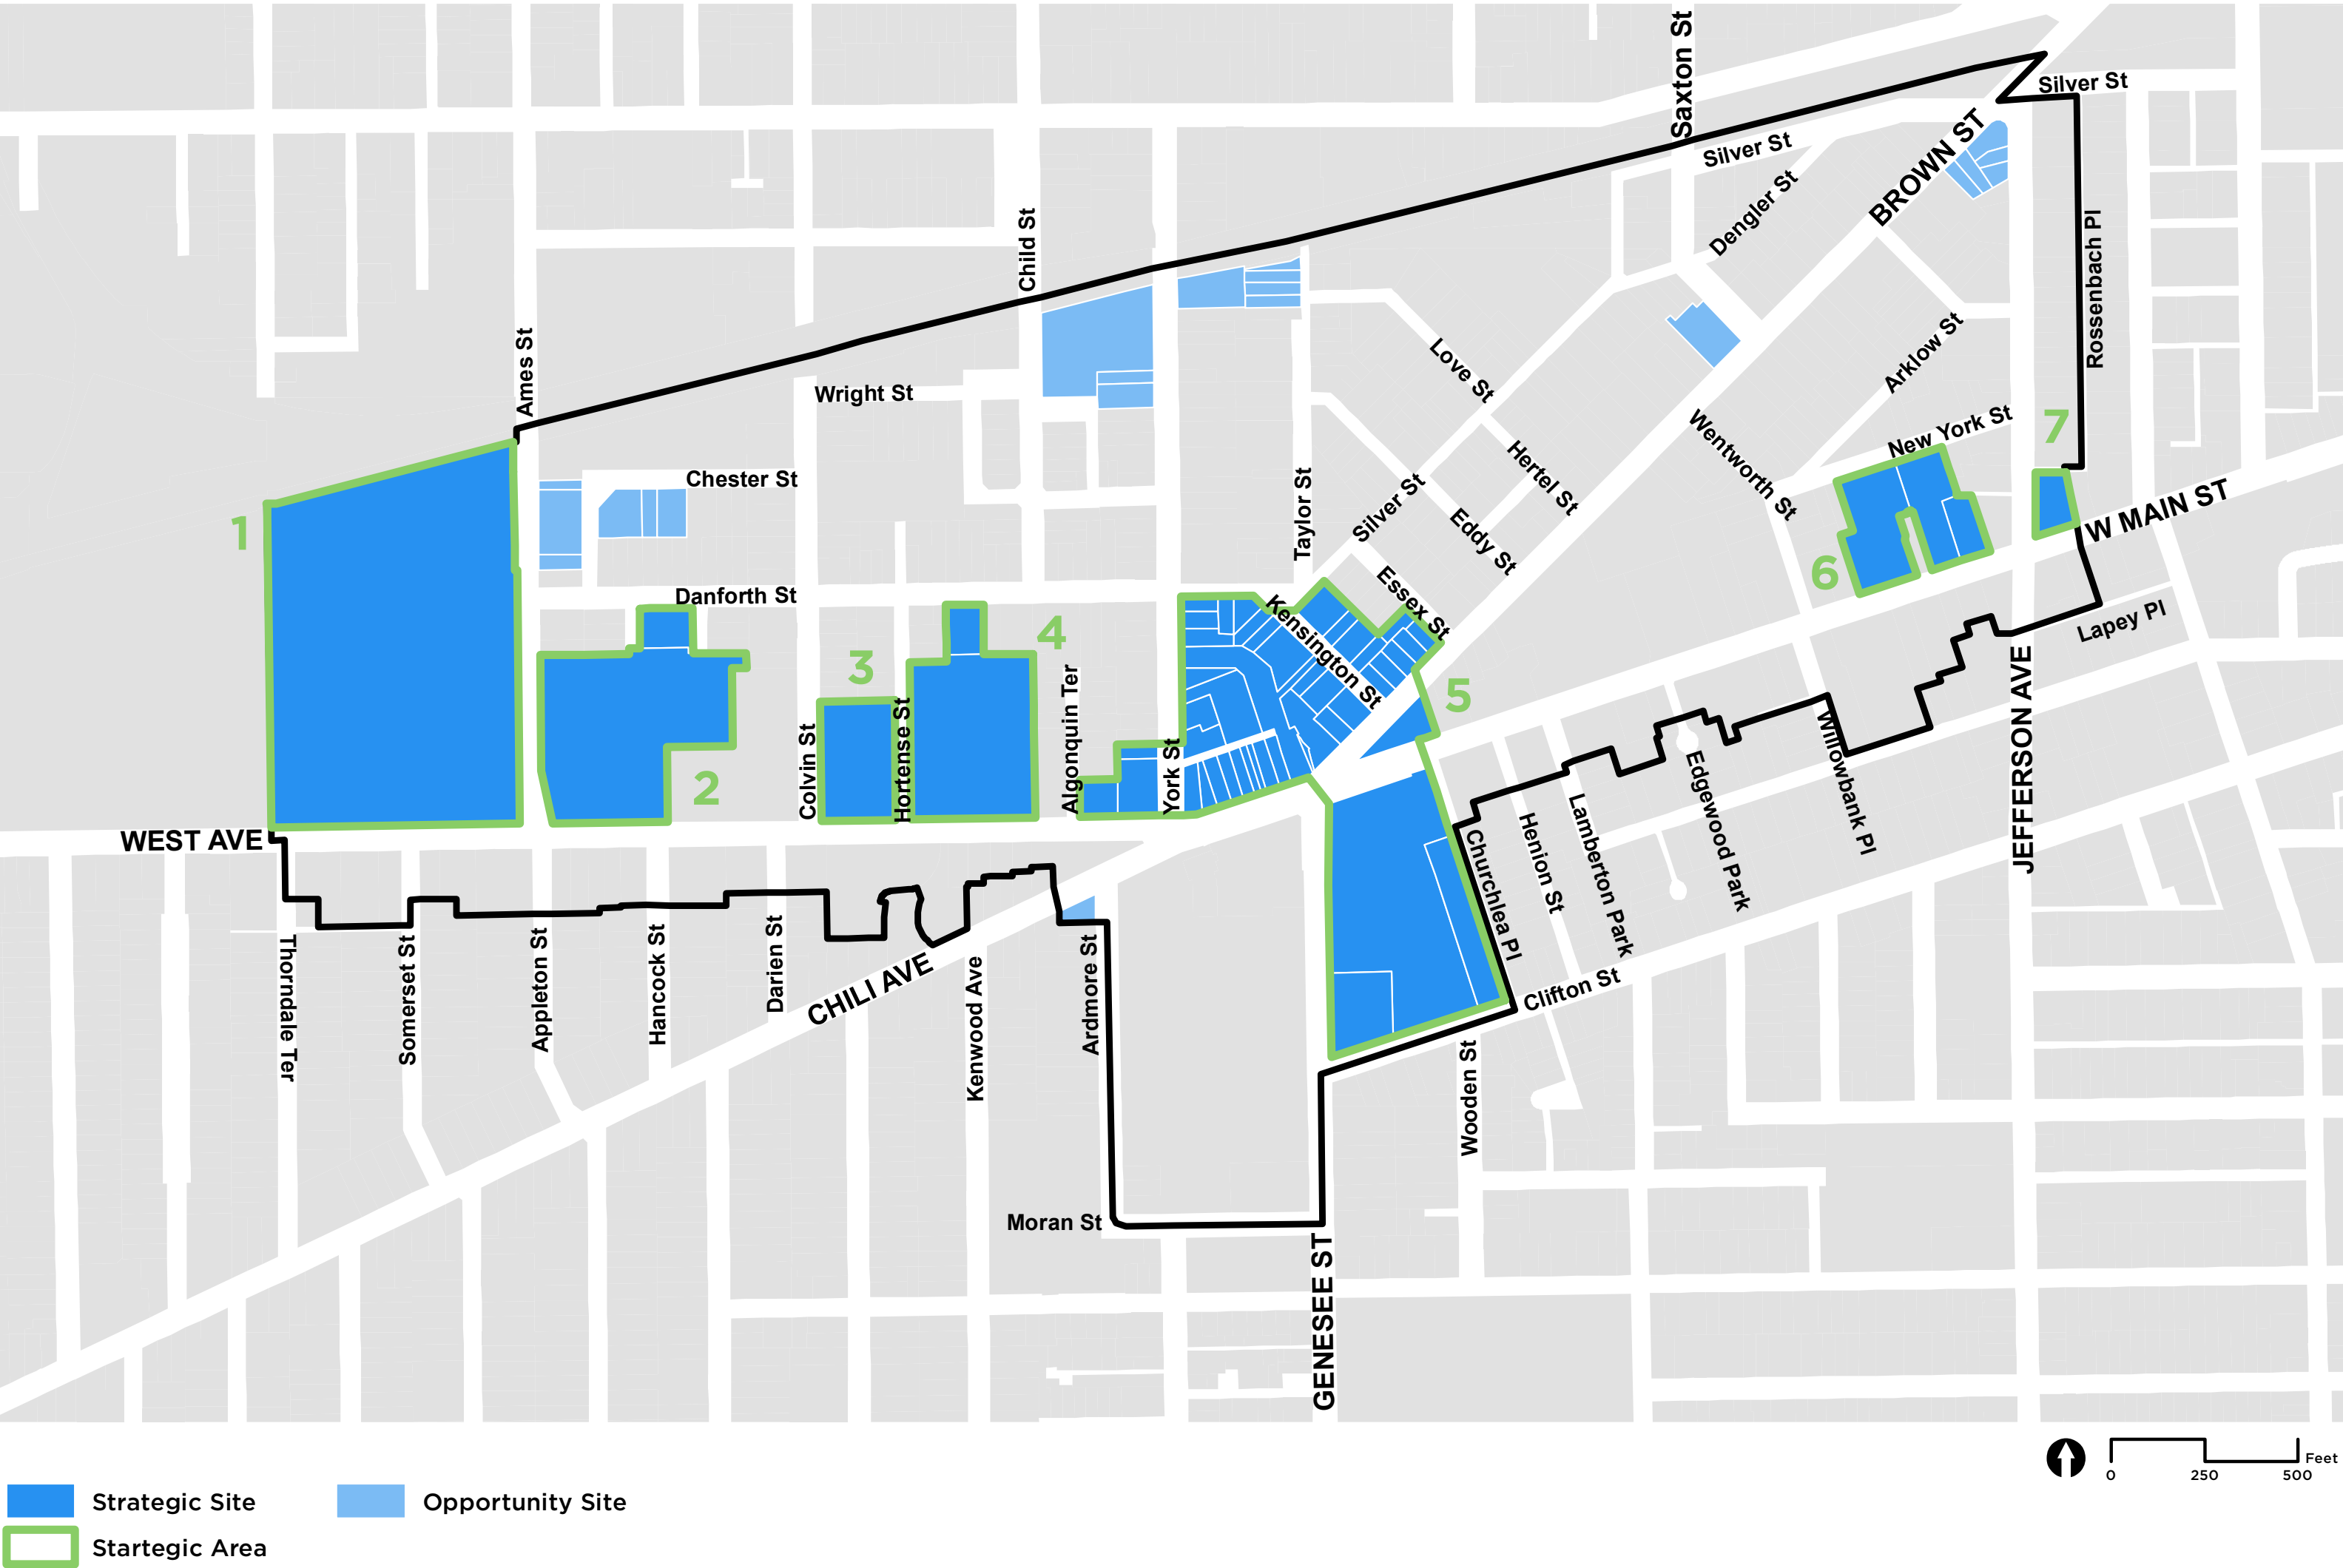 Saxton St
Silver St
BROWN ST
Silver St
Dengler St
Child St
Rossenbach Pl
Ames St
Wright St
Love St
Arklow St
Wentworth St
New York St
7
Hertel St
Chester St
Taylor St
Silver St
Eddy St
W MAIN ST
1
6
Danforth St
Essex St
Kensington St
Lapey Pl
4
3
5
2
Colvin St
Hortense St
Algonquin Ter
York St
JEFFERSON AVE
Willowbank Pl
Edgewood Park
Lamberton Park
Henion St
Churchlea Pl
WEST AVE
Thorndale Ter
Somerset St
Appleton St
Hancock St
Darien St
CHILI AVE
Kenwood Ave
Ardmore St
Clifton St
Wooden St
Moran St
GENESEE ST
Feet
0 250 500
Strategic Site
Opportunity Site
Startegic Area